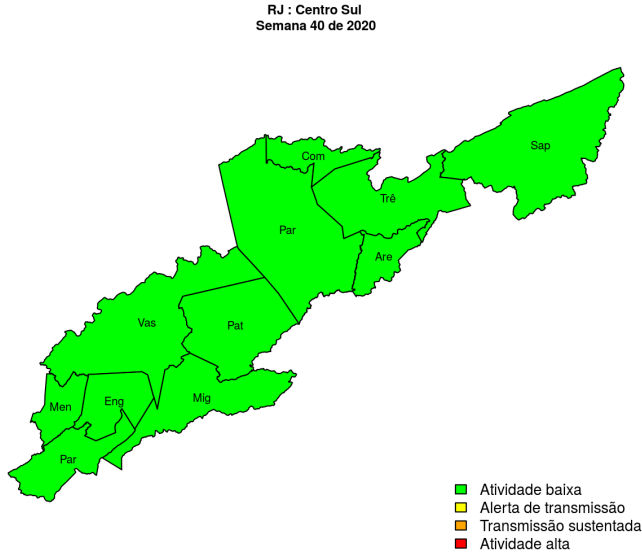 RJ : Centro Sul
Semana 40 de 2020
Sap
Com
Trê
Par
Are
Vas
Pat
Mig
Eng
Men
Par
Atividade baixa
Alerta de transmissão
Transmissão sustentada
Atividade alta